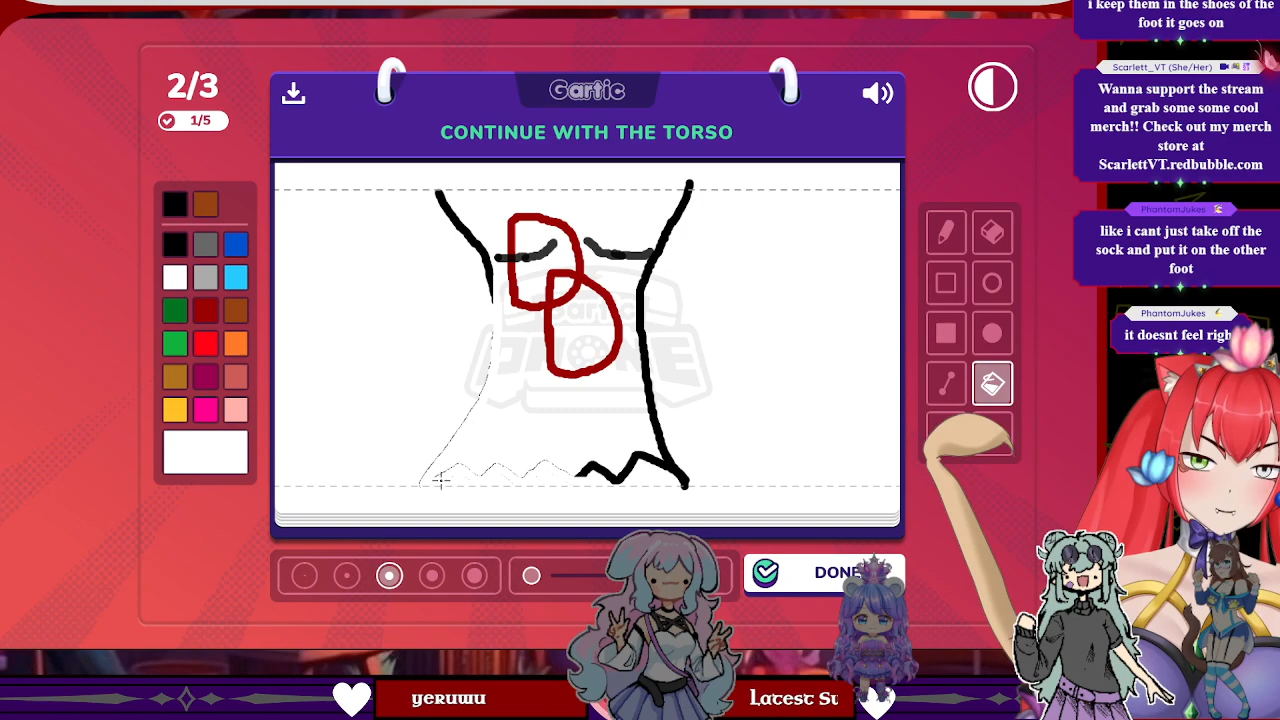 2/3
1/5
Gartic
CONTINUE WITH THE TORSO
DONE
i keep them in the shoes of the
foot it goes on
Scarlett_VT (She/Her)
Wanna support the stream
and grab some some cool
merch!! Check out my merch
store at
ScarlettVT.redbubble.com
PhantomJukes
like i cant just take off the
sock and put it on the other
foot
PhantomJukes
it doesnt feel
yeruwu
Latest